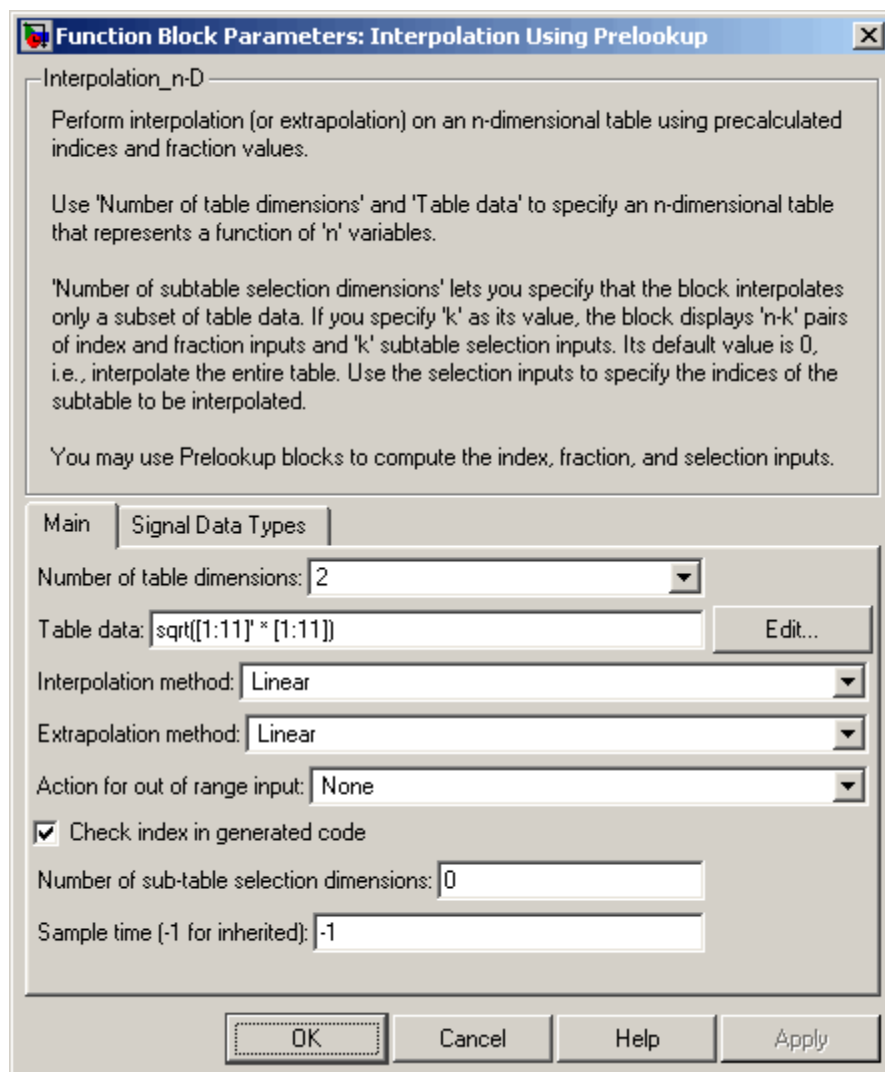 Function Block Parameters: Interpolation Using Prelookup
Interpolation_n-D
Perform interpolation (or extrapolation) on an n-dimensional table using precalculated
indices and fraction values.
Use 'Number of table dimensions' and 'Table data' to specify an n-dimensional table
that represents a function of 'n' variables.
'Number of subtable selection dimensions' lets you specify that the block interpolates
only a subset of table data. If you specify 'k' as its value, the block displays 'n-k' pairs
of index and fraction inputs and 'k' subtable selection inputs. Its default value is 0,
i.e., interpolate the entire table. Use the selection inputs to specify the indices of the
subtable to be interpolated.
You may use Prelookup blocks to compute the index, fraction, and selection inputs.
Main Signal Data Types
Number of table dimensions: 2
Table data: sqrt([1:11]' * [1:11]) Edit...
Interpolation method: Linear
Extrapolation method: Linear
Action for out of range input: None
Check index in generated code
Number of sub-table selection dimensions: 0
Sample time (-1 for inherited): -1
OK Cancel Help Apply